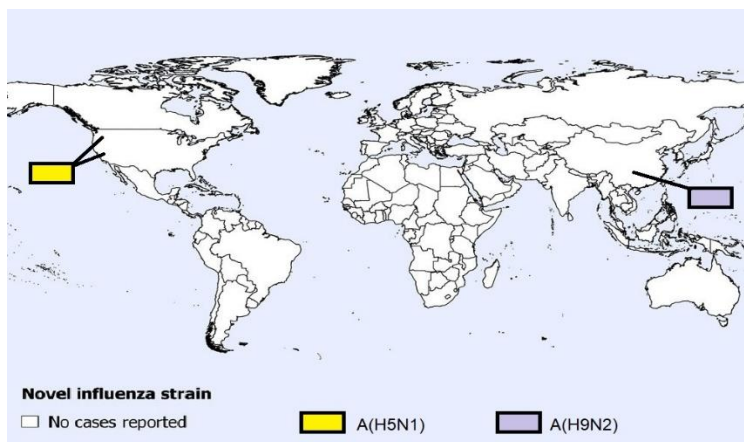 Novel influenza strain
No cases reported
A(H5N1)
A(H9N2)